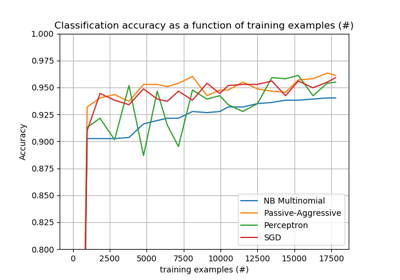 Classification accuracy as a function of training examples (#)
1.000
0.975
0.950
0.925
0.900
0.875
0.850
0.825
0.800
Accuracy
NB Multinomial
Passive-Aggressive
Perceptron
SGD
0 2500 5000 7500 10000 12500 15000 17500
training examples (#)